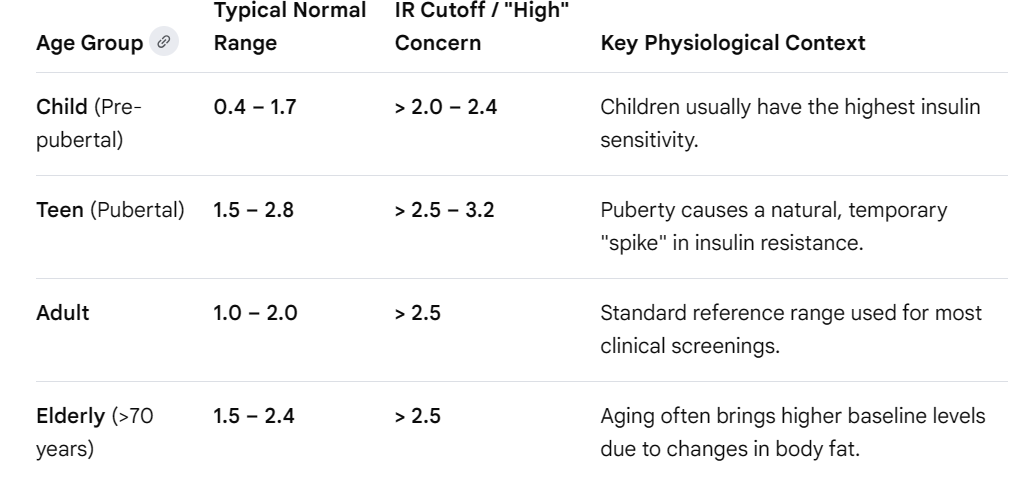 Typical Normal IR Cutoff / "High"
Age Group Range Concern Key Physiological Context
Child (Pre- 0.4 – 1.7 > 2.0 – 2.4 Children usually have the highest insulin
pubertal) sensitivity.
Teen (Pubertal) 1.5 – 2.8 > 2.5 – 3.2 Puberty causes a natural, temporary
"spike" in insulin resistance.
Adult 1.0 – 2.0 > 2.5 Standard reference range used for most
clinical screenings.
Elderly (>70 1.5 – 2.4 > 2.5 Aging often brings higher baseline levels
years) due to changes in body fat.